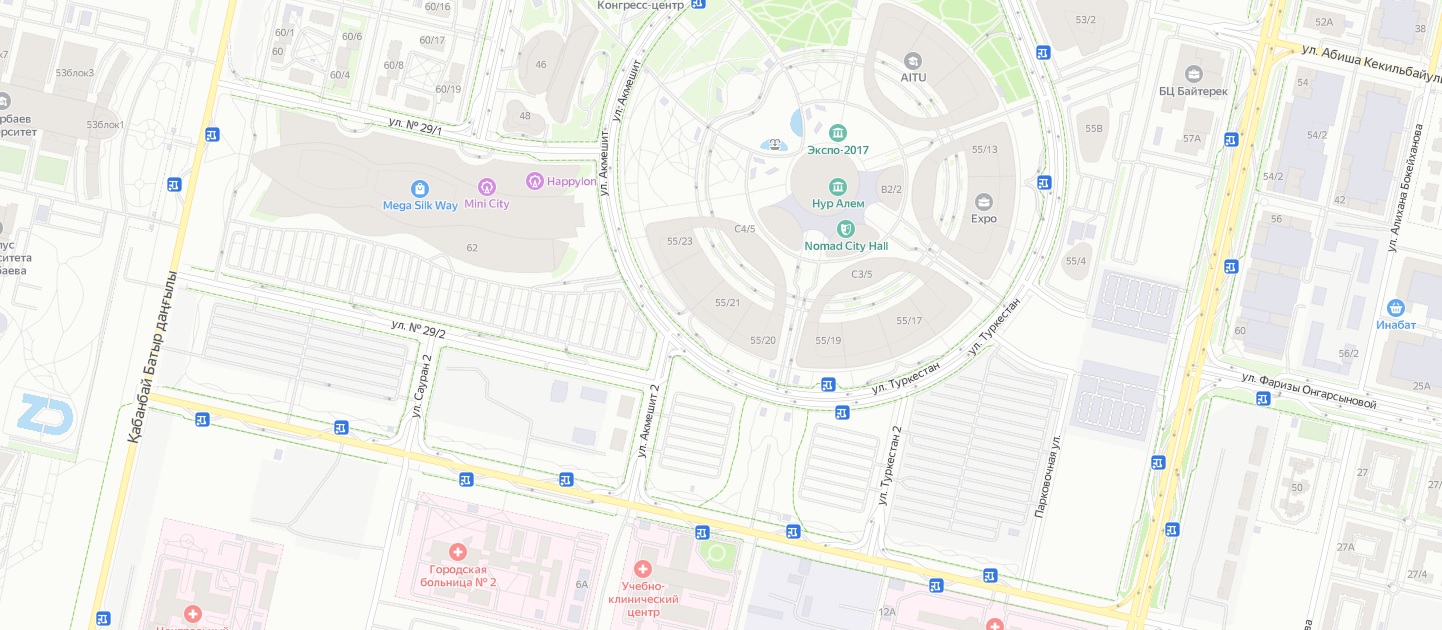 Конгресс-центр
60/16
60/1
60/6
60/17
60
60/8
60/4
60/19
53блок3
53блок1
46
48
ул. № 29/1
ул. Акмешит
ул. Акмешит
AITU
53/2
52А
38
ул. Абиша Кекильбайулы
БЦ Байтерек
54
55В
57А
54/2
54/2
56
42
ул. Алихана Бокейханова
Экспо-2017
Нур Алем
В2/2
Nomad City Hall
55/13
Expo
Happylon
Mega Silk Way
Mini City
62
55/23
С4/5
С3/5
55/21
55/20
55/19
55/17
55/4
ул. Туркестан
ул. Туркестан
Қабанбай Батыр даңғылы
ул. № 29/2
ул. Сауран 2
ул. Акмешит 2
ул. Туркестан 2
Парковочная ул.
60
56/2
Инабат
25А
ул. Фаризы Онгарсыновой
50
27
27А
27/4
Городская
больница № 2
6А
Учебно-
клинический
центр
12А